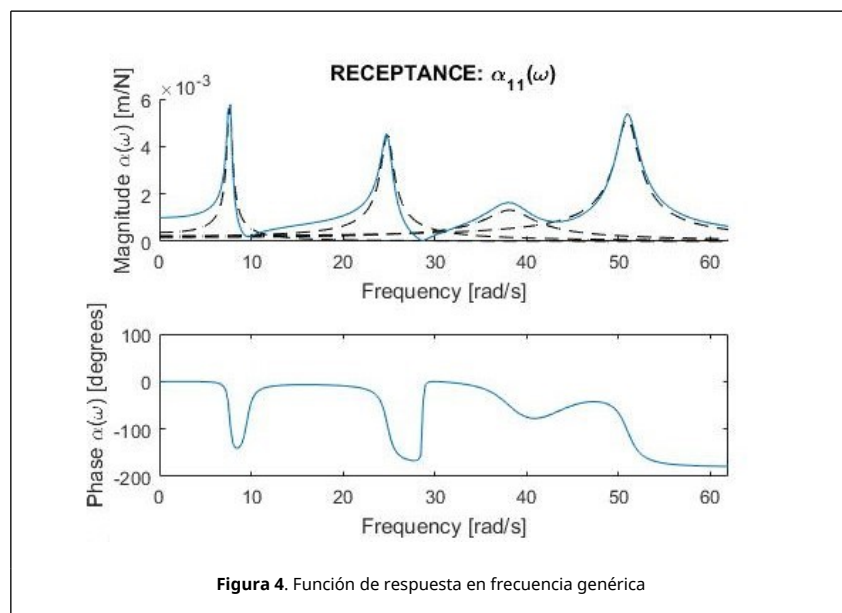 RECEPTANCE: α11(ω)
×10-3
Magnitude α(ω) [m/N]
6
4
2
0
0 10 20 30 40 50 60
Frequency [rad/s]
Phase α(ω) [degrees]
100
0
-100
-200
0 10 20 30 40 50 60
Frequency [rad/s]
Figura 4. Función de respuesta en frecuencia genérica